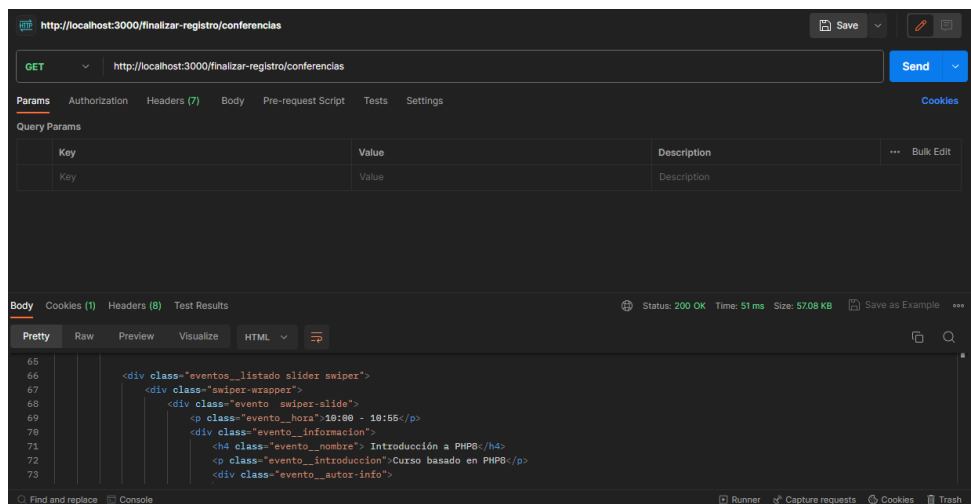 HTTP http://localhost:3000/finalizar-registro/conferencias Save
GET http://localhost:3000/finalizar-registro/conferencias Send
Params Authorization Headers (7) Body Pre-request Script Tests Settings Cookies
Query Params
Key Value Description ••• Bulk Edit
Key Value Description
Body Cookies (1) Headers (8) Test Results Status: 200 OK Time: 51 ms Size: 57.08 KB Save as Example •••
Pretty Raw Preview Visualize HTML
65
66 <div class="eventos__listado slider swiper">
67 <div class="swiper-wrapper">
68 <div class="evento  swiper-slide">
69 <p class="evento__hora">10:00 - 10:55</p>
70 <div class="evento__informacion">
71 <h4 class="evento__nombre"> Introducción a PHP8</h4>
72 <p class="evento__introduccion">Curso basado en PHP8</p>
73 <div class="evento__autor-info">
Find and replace Console Runner Capture requests Cookies Trash